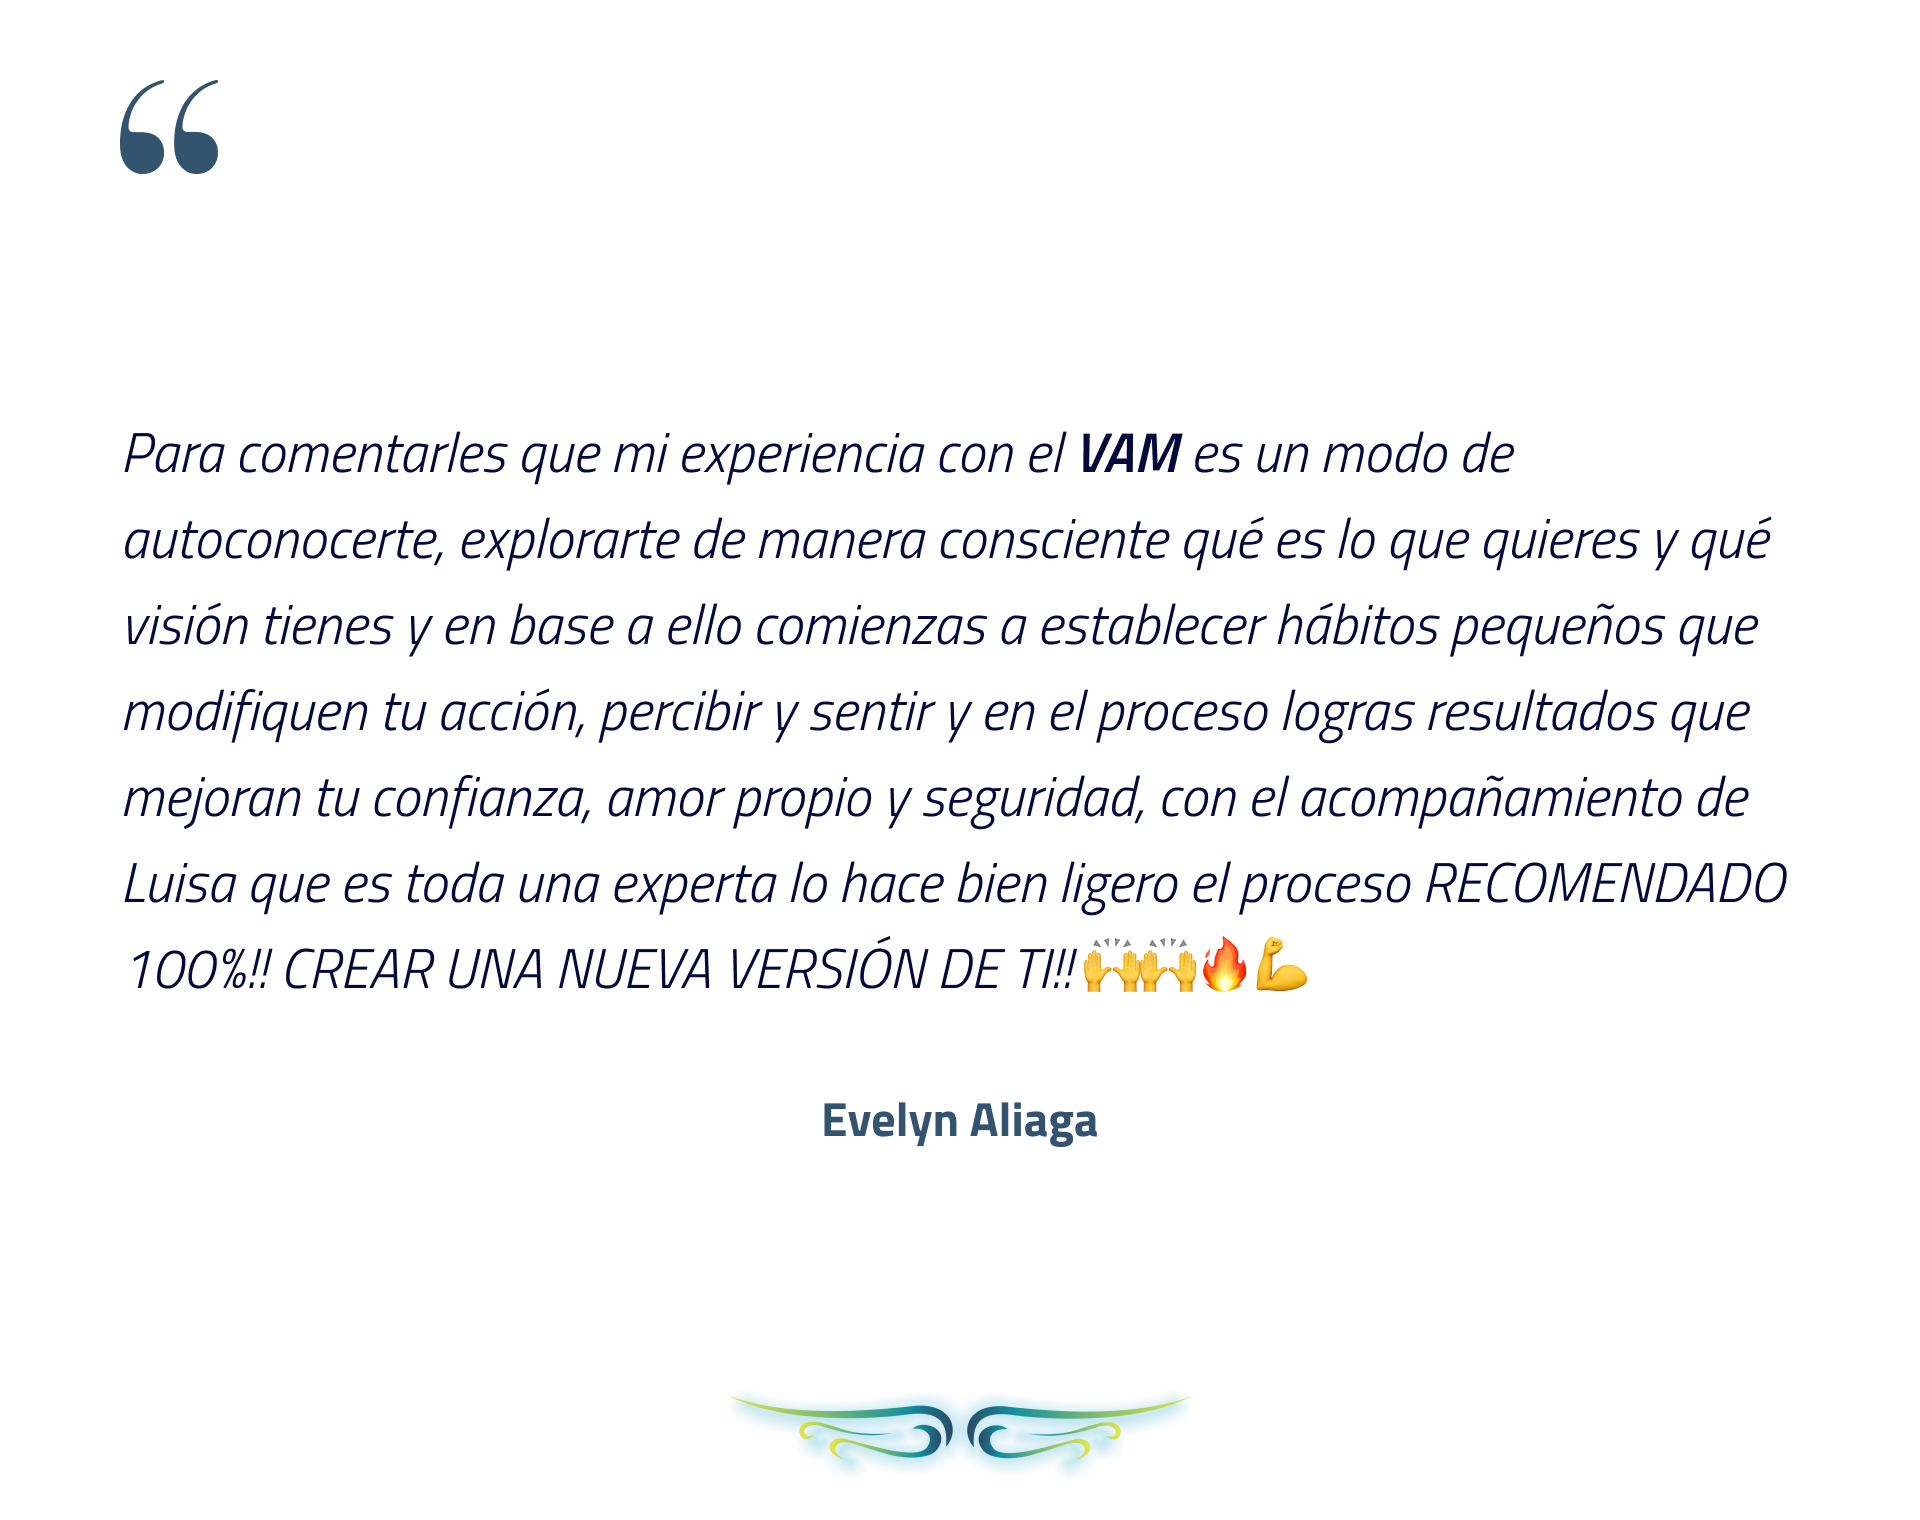 “
Para comentarles que mi experiencia con el VAM es un modo de
autoconocerte, explorarte de manera consciente qué es lo que quieres y qué
visión tienes y en base a ello comienzas a establecer hábitos pequeños que
modifiquen tu acción, percibir y sentir y en el proceso logras resultados que
mejoran tu confianza, amor propio y seguridad, con el acompañamiento de
Luisa que es toda una experta lo hace bien ligero el proceso RECOMENDADO
100%!! CREAR UNA NUEVA VERSIÓN DE TI!! 🙌🙌🔥💪
Evelyn Aliaga